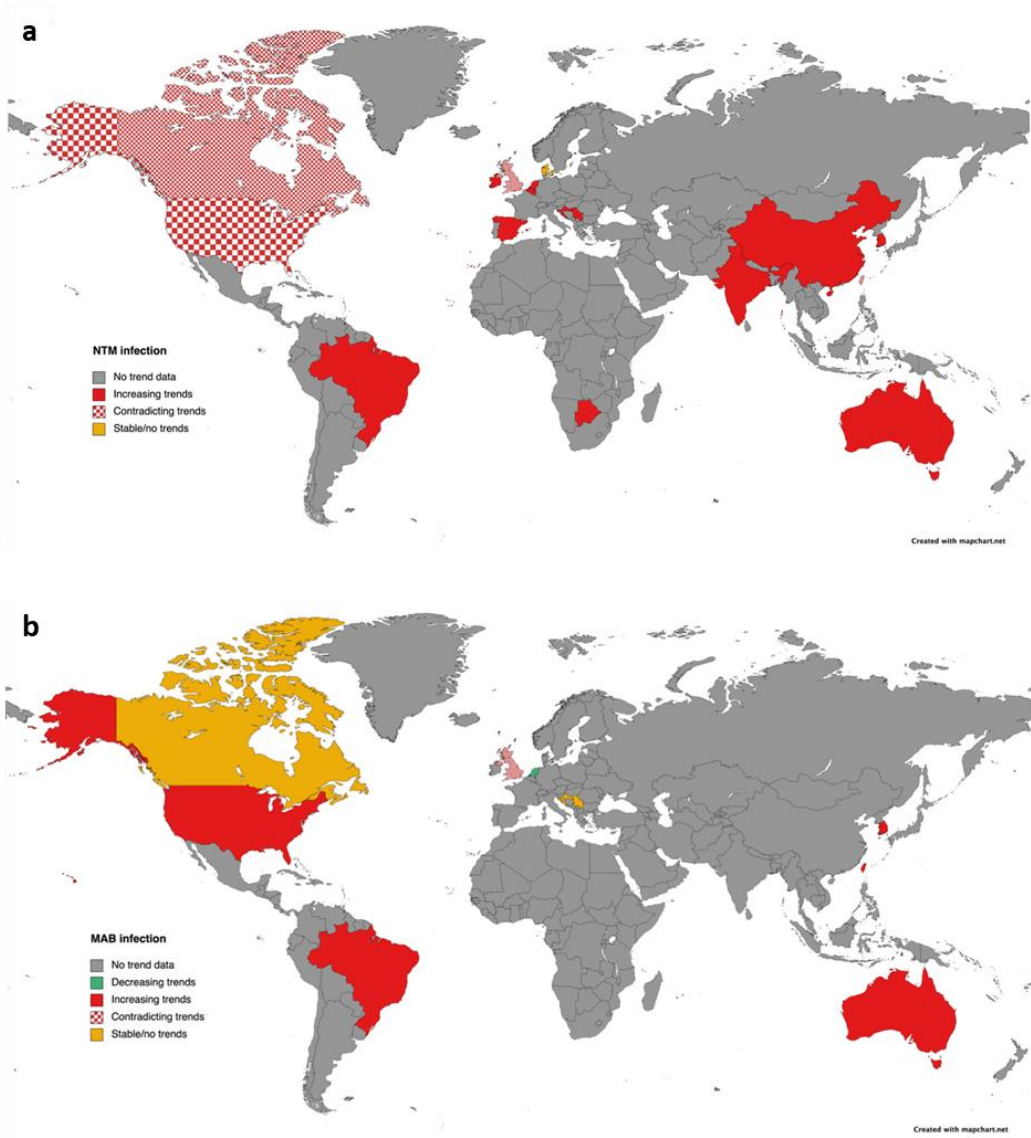 a
NTM infection
No trend data
Increasing trends
Contradicting trends
Stable/no trends
Created with mapchart.net
b
MAB infection
No trend data
Decreasing trends
Increasing trends
Contradicting trends
Stable/no trends
Created with mapchart.net